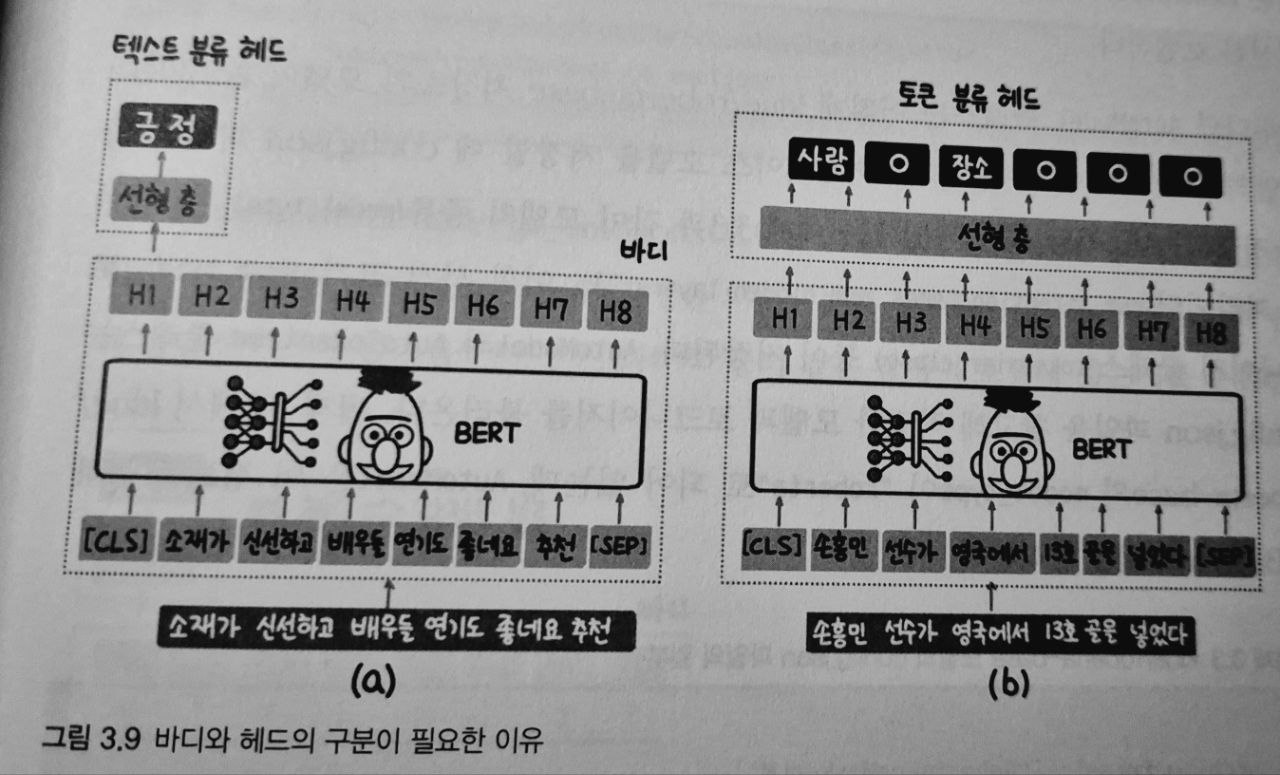 텍스트 분류 헤드
긍정
선형 층
H1 H2 H3 H4 H5 H6 H7 H8
BERT
[CLS] 소재가 신선하고 배우들 연기도 좋네요 추천 [SEP]
소재가 신선하고 배우들 연기도 좋네요 추천
(a)
바디
토큰 분류 헤드
사람 O 장소 O O O
선형 층
H1 H2 H3 H4 H5 H6 H7 H8
BERT
[CLS] 손흥민 선수가 영국에서 13호 골을 넣었다 [SEP]
손흥민 선수가 영국에서 13호 골을 넣었다
(b)
그림 3.9 바디와 헤드의 구분이 필요한 이유